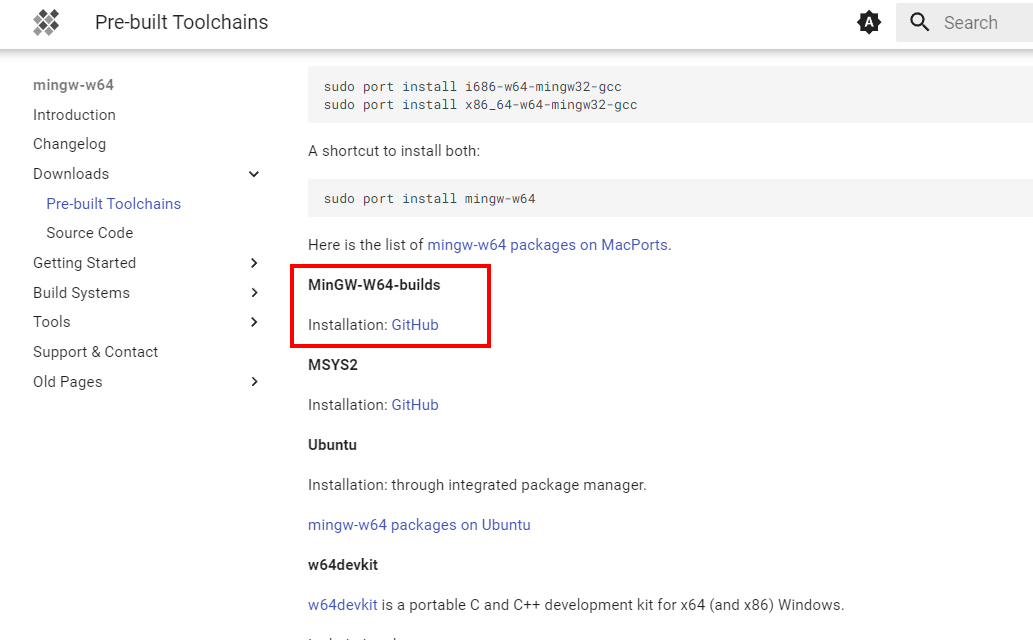 Pre-built Toolchains
A
Search
mingw-w64
Introduction
Changelog
Downloads
Pre-built Toolchains
Source Code
Getting Started
Build Systems
Tools
Support & Contact
Old Pages
sudo port install i686-w64-mingw32-gcc
sudo port install x86_64-w64-mingw32-gcc
A shortcut to install both:
sudo port install mingw-w64
Here is the list of mingw-w64 packages on MacPorts.
MinGW-W64-builds
Installation: GitHub
MSYS2
Installation: GitHub
Ubuntu
Installation: through integrated package manager.
mingw-w64 packages on Ubuntu
w64devkit
w64devkit is a portable C and C++ development kit for x64 (and x86) Windows.